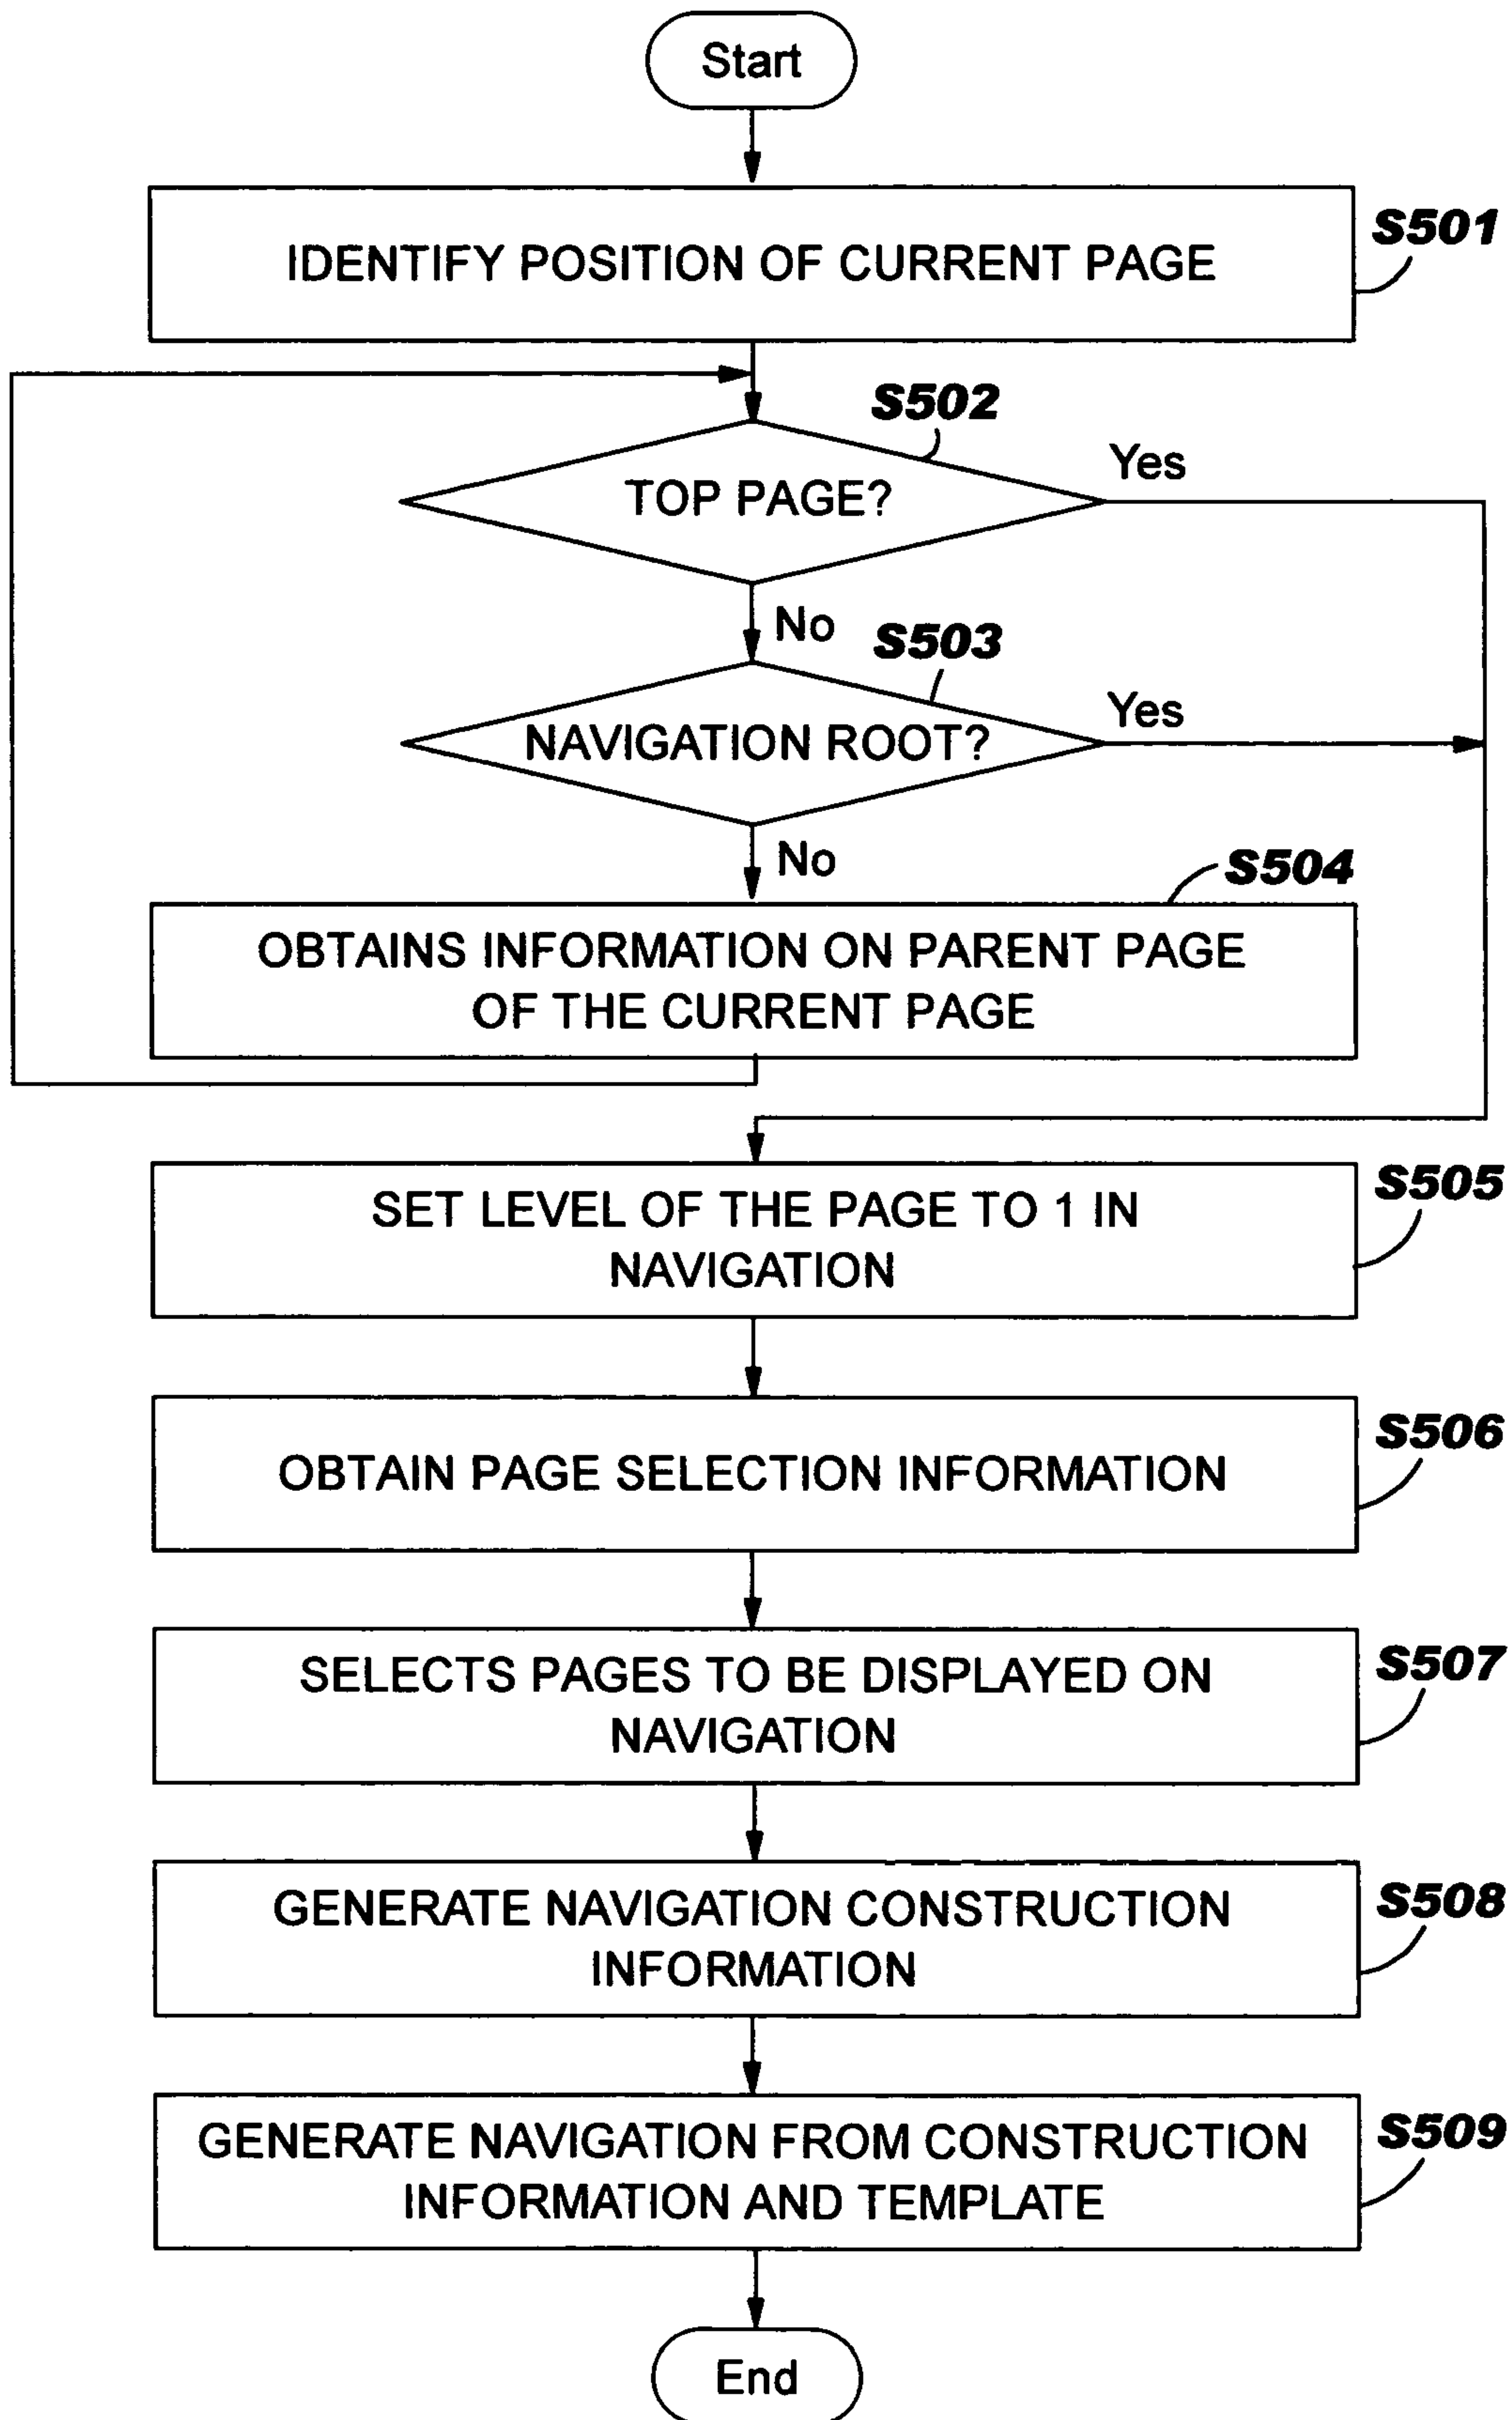 Start
IDENTIFY POSITION OF CURRENT PAGE
S501
S502
TOP PAGE?
Yes
No
S503
NAVIGATION ROOT?
Yes
No
S504
OBTAINS INFORMATION ON PARENT PAGE
OF THE CURRENT PAGE
SET LEVEL OF THE PAGE TO 1 IN
NAVIGATION
S505
OBTAIN PAGE SELECTION INFORMATION
S506
SELECTS PAGES TO BE DISPLAYED ON
NAVIGATION
S507
GENERATE NAVIGATION CONSTRUCTION
INFORMATION
S508
GENERATE NAVIGATION FROM CONSTRUCTION
INFORMATION AND TEMPLATE
S509
End